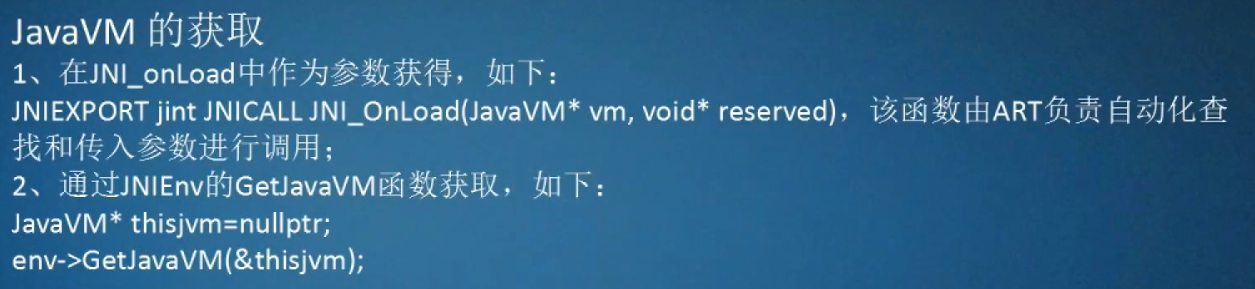 JavaVM 的获取
1、在JNI_onLoad中作为参数获得，如下：
JNIEXPORT jint JNICALL JNI_OnLoad(JavaVM* vm, void* reserved)，该函数由ART负责自动化查
找和传入参数进行调用；
2、通过JNIEnv的GetJavaVM函数获取，如下：
JavaVM* thisjvm=nullptr;
env->GetJavaVM(&thisjvm);